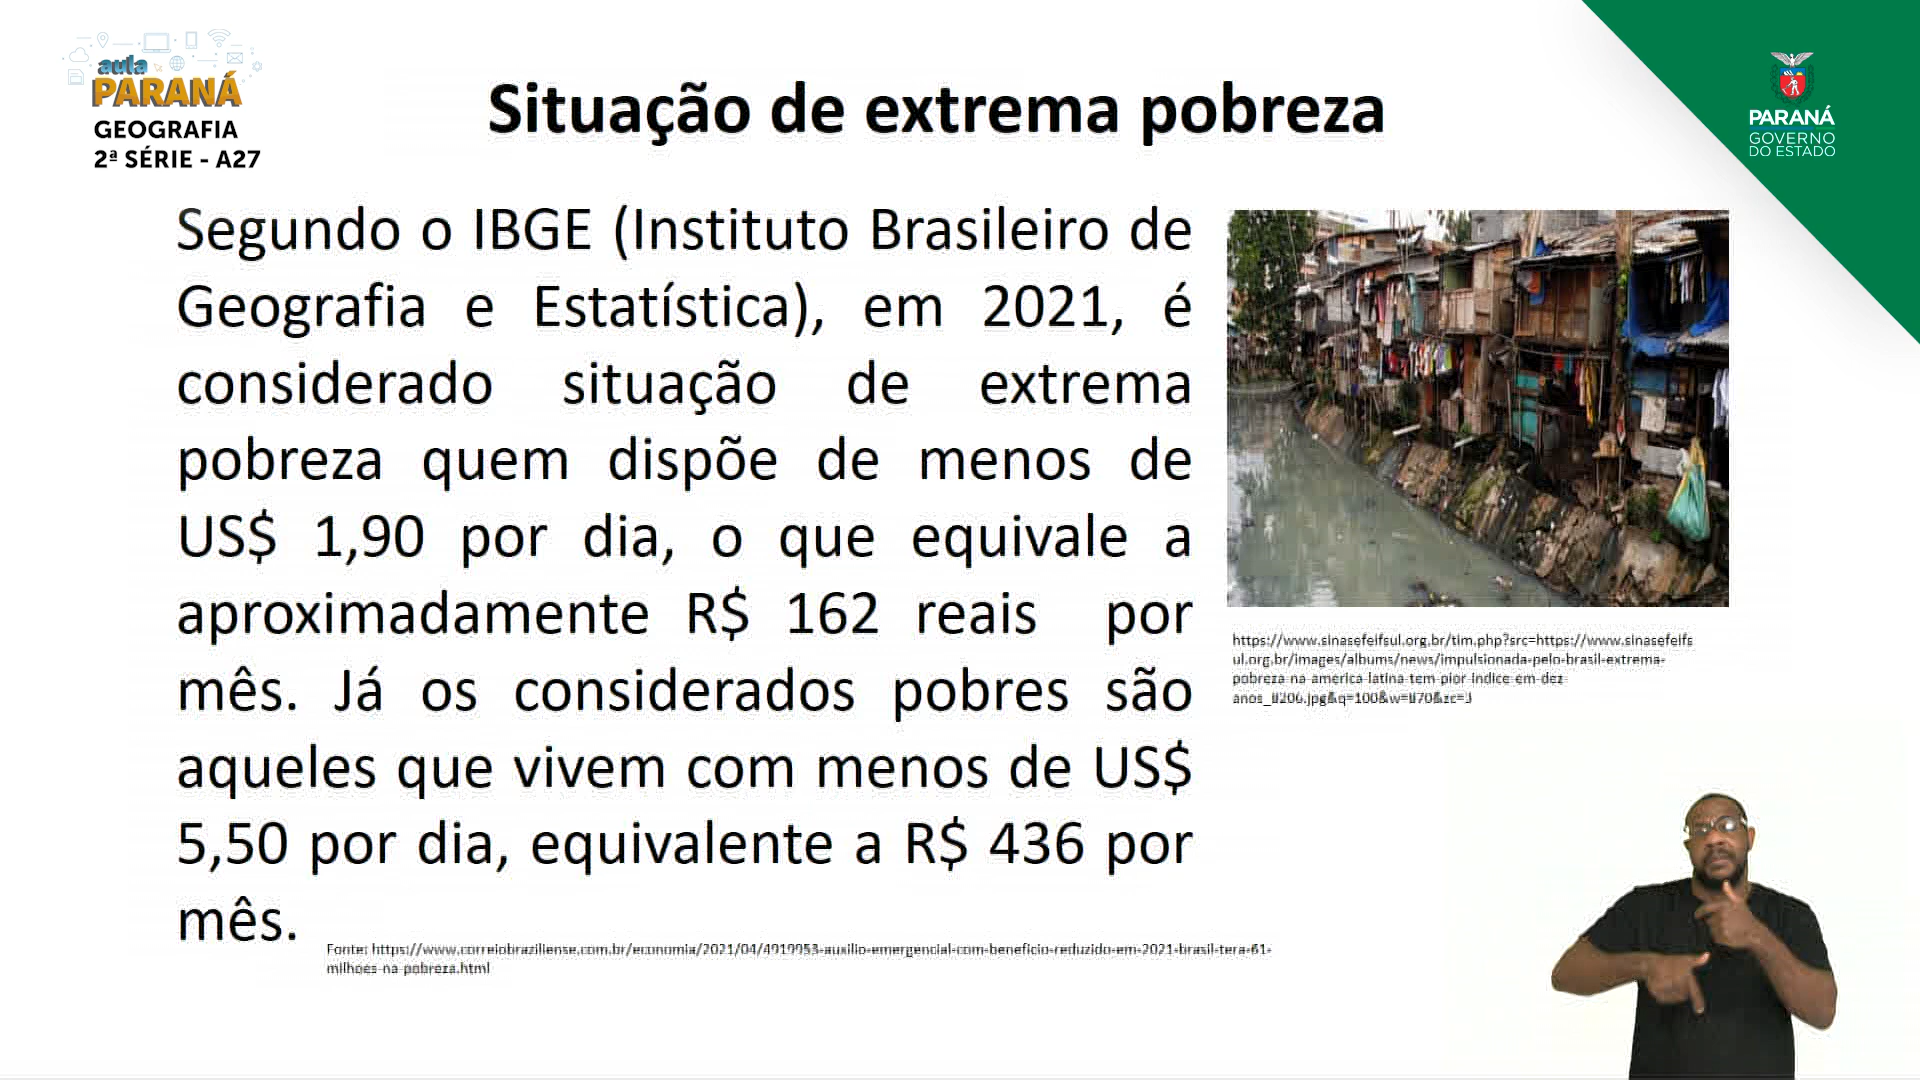 aula
PARANÁ
GEOGRAFIA
2ª SÉRIE - A27
Situação de extrema pobreza
PARANÁ
GOVERNO
DO ESTADO
Segundo o IBGE (Instituto Brasileiro de
Geografia e Estatística), em 2021, é
considerado situação de extrema
pobreza quem dispõe de menos de
US$ 1,90 por dia, o que equivale a
aproximadamente R$ 162 reais por
mês. Já os considerados pobres são
aqueles que vivem com menos de US$
5,50 por dia, equivalente a R$ 436 por
mês.
https://www.sinasefeifsul.org.br/tim.php?src=https://www.sinasefeifs
ul.org.br/images/albums/news/impulsionada-pelo-brasil-extrema-
pobreza-na-america-latina-tem-pior-indice-em-dez-
Fonte: https://www.correiobraziliense.com.br/economia/2021/04/4919953-auxilio-emergencial-com-beneficio-reduzido-em-2021-brasil-tera-61-
milhoes-na-pobreza.html